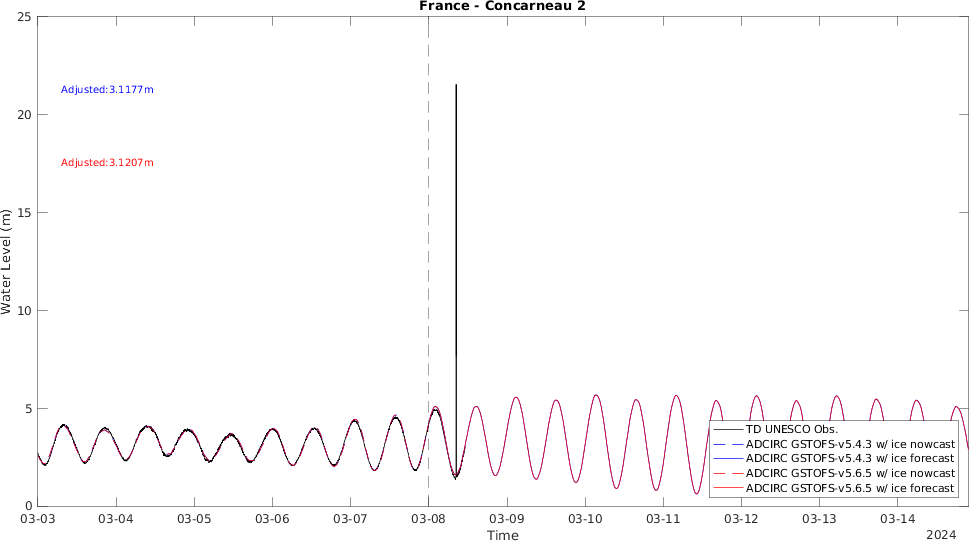 France - Concarneau 2
25
20
15
10
5
0
Water Level (m)
Adjusted:3.1177m
Adjusted:3.1207m
TD UNESCO Obs.
ADCIRC GSTOFS-v5.4.3 w/ ice nowcast
ADCIRC GSTOFS-v5.4.3 w/ ice forecast
ADCIRC GSTOFS-v5.6.5 w/ ice nowcast
ADCIRC GSTOFS-v5.6.5 w/ ice forecast
03-03 03-04 03-05 03-06 03-07 03-08 03-09 03-10 03-11 03-12 03-13 03-14
Time
2024